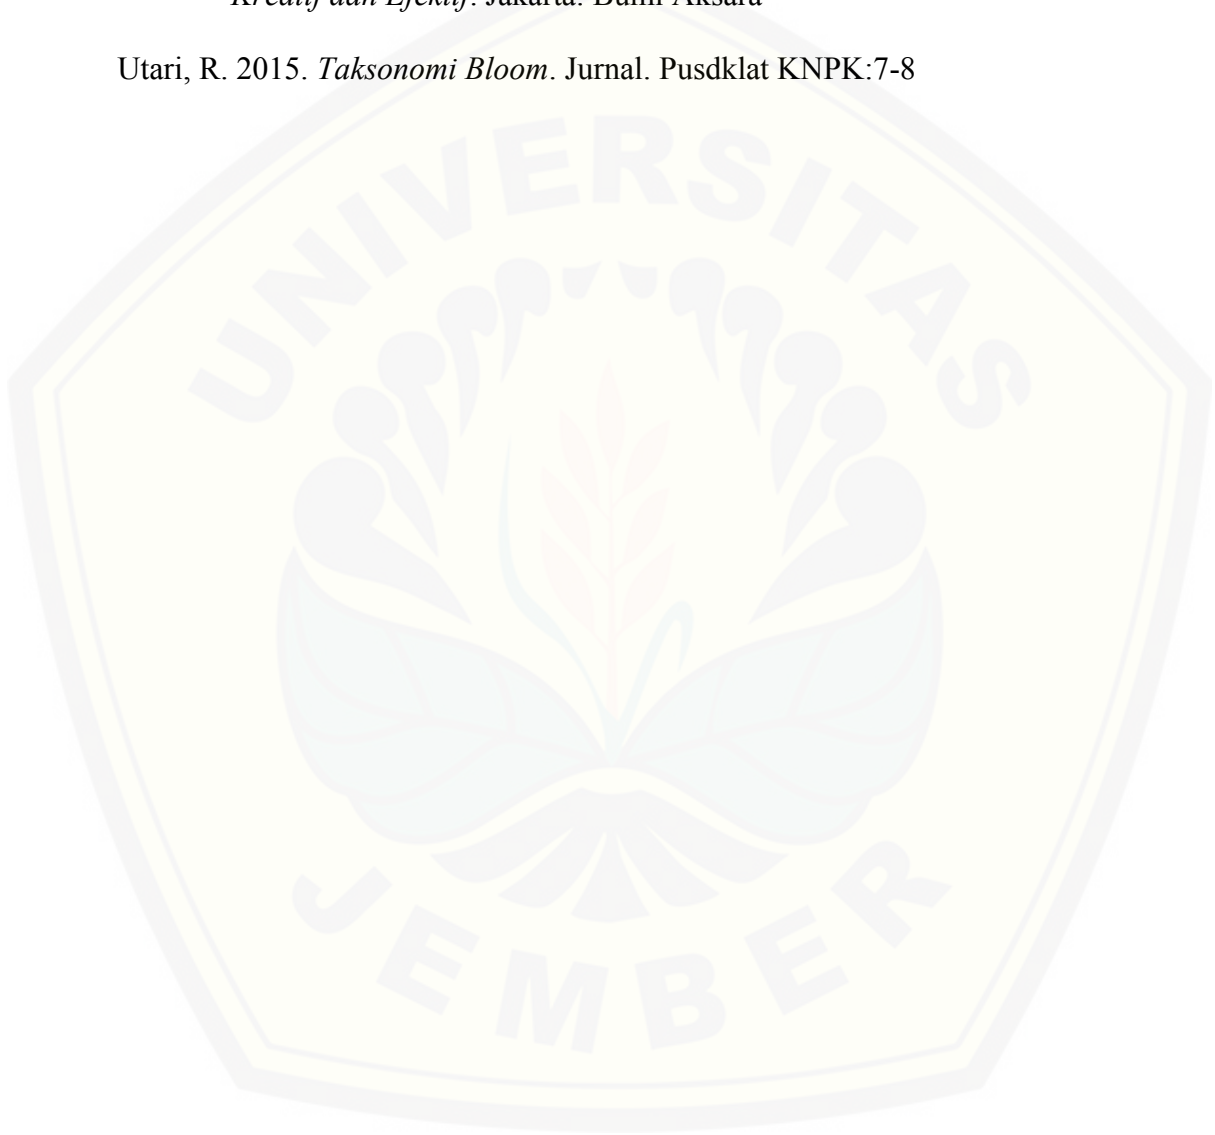 Kreatif dan Efektif. Jakarta: Bumi Aksara
Utari, R. 2015. Taksonomi Bloom. Jurnal. Pusdklat KNPK:7-8
UNIVERSITAS
JEMBER